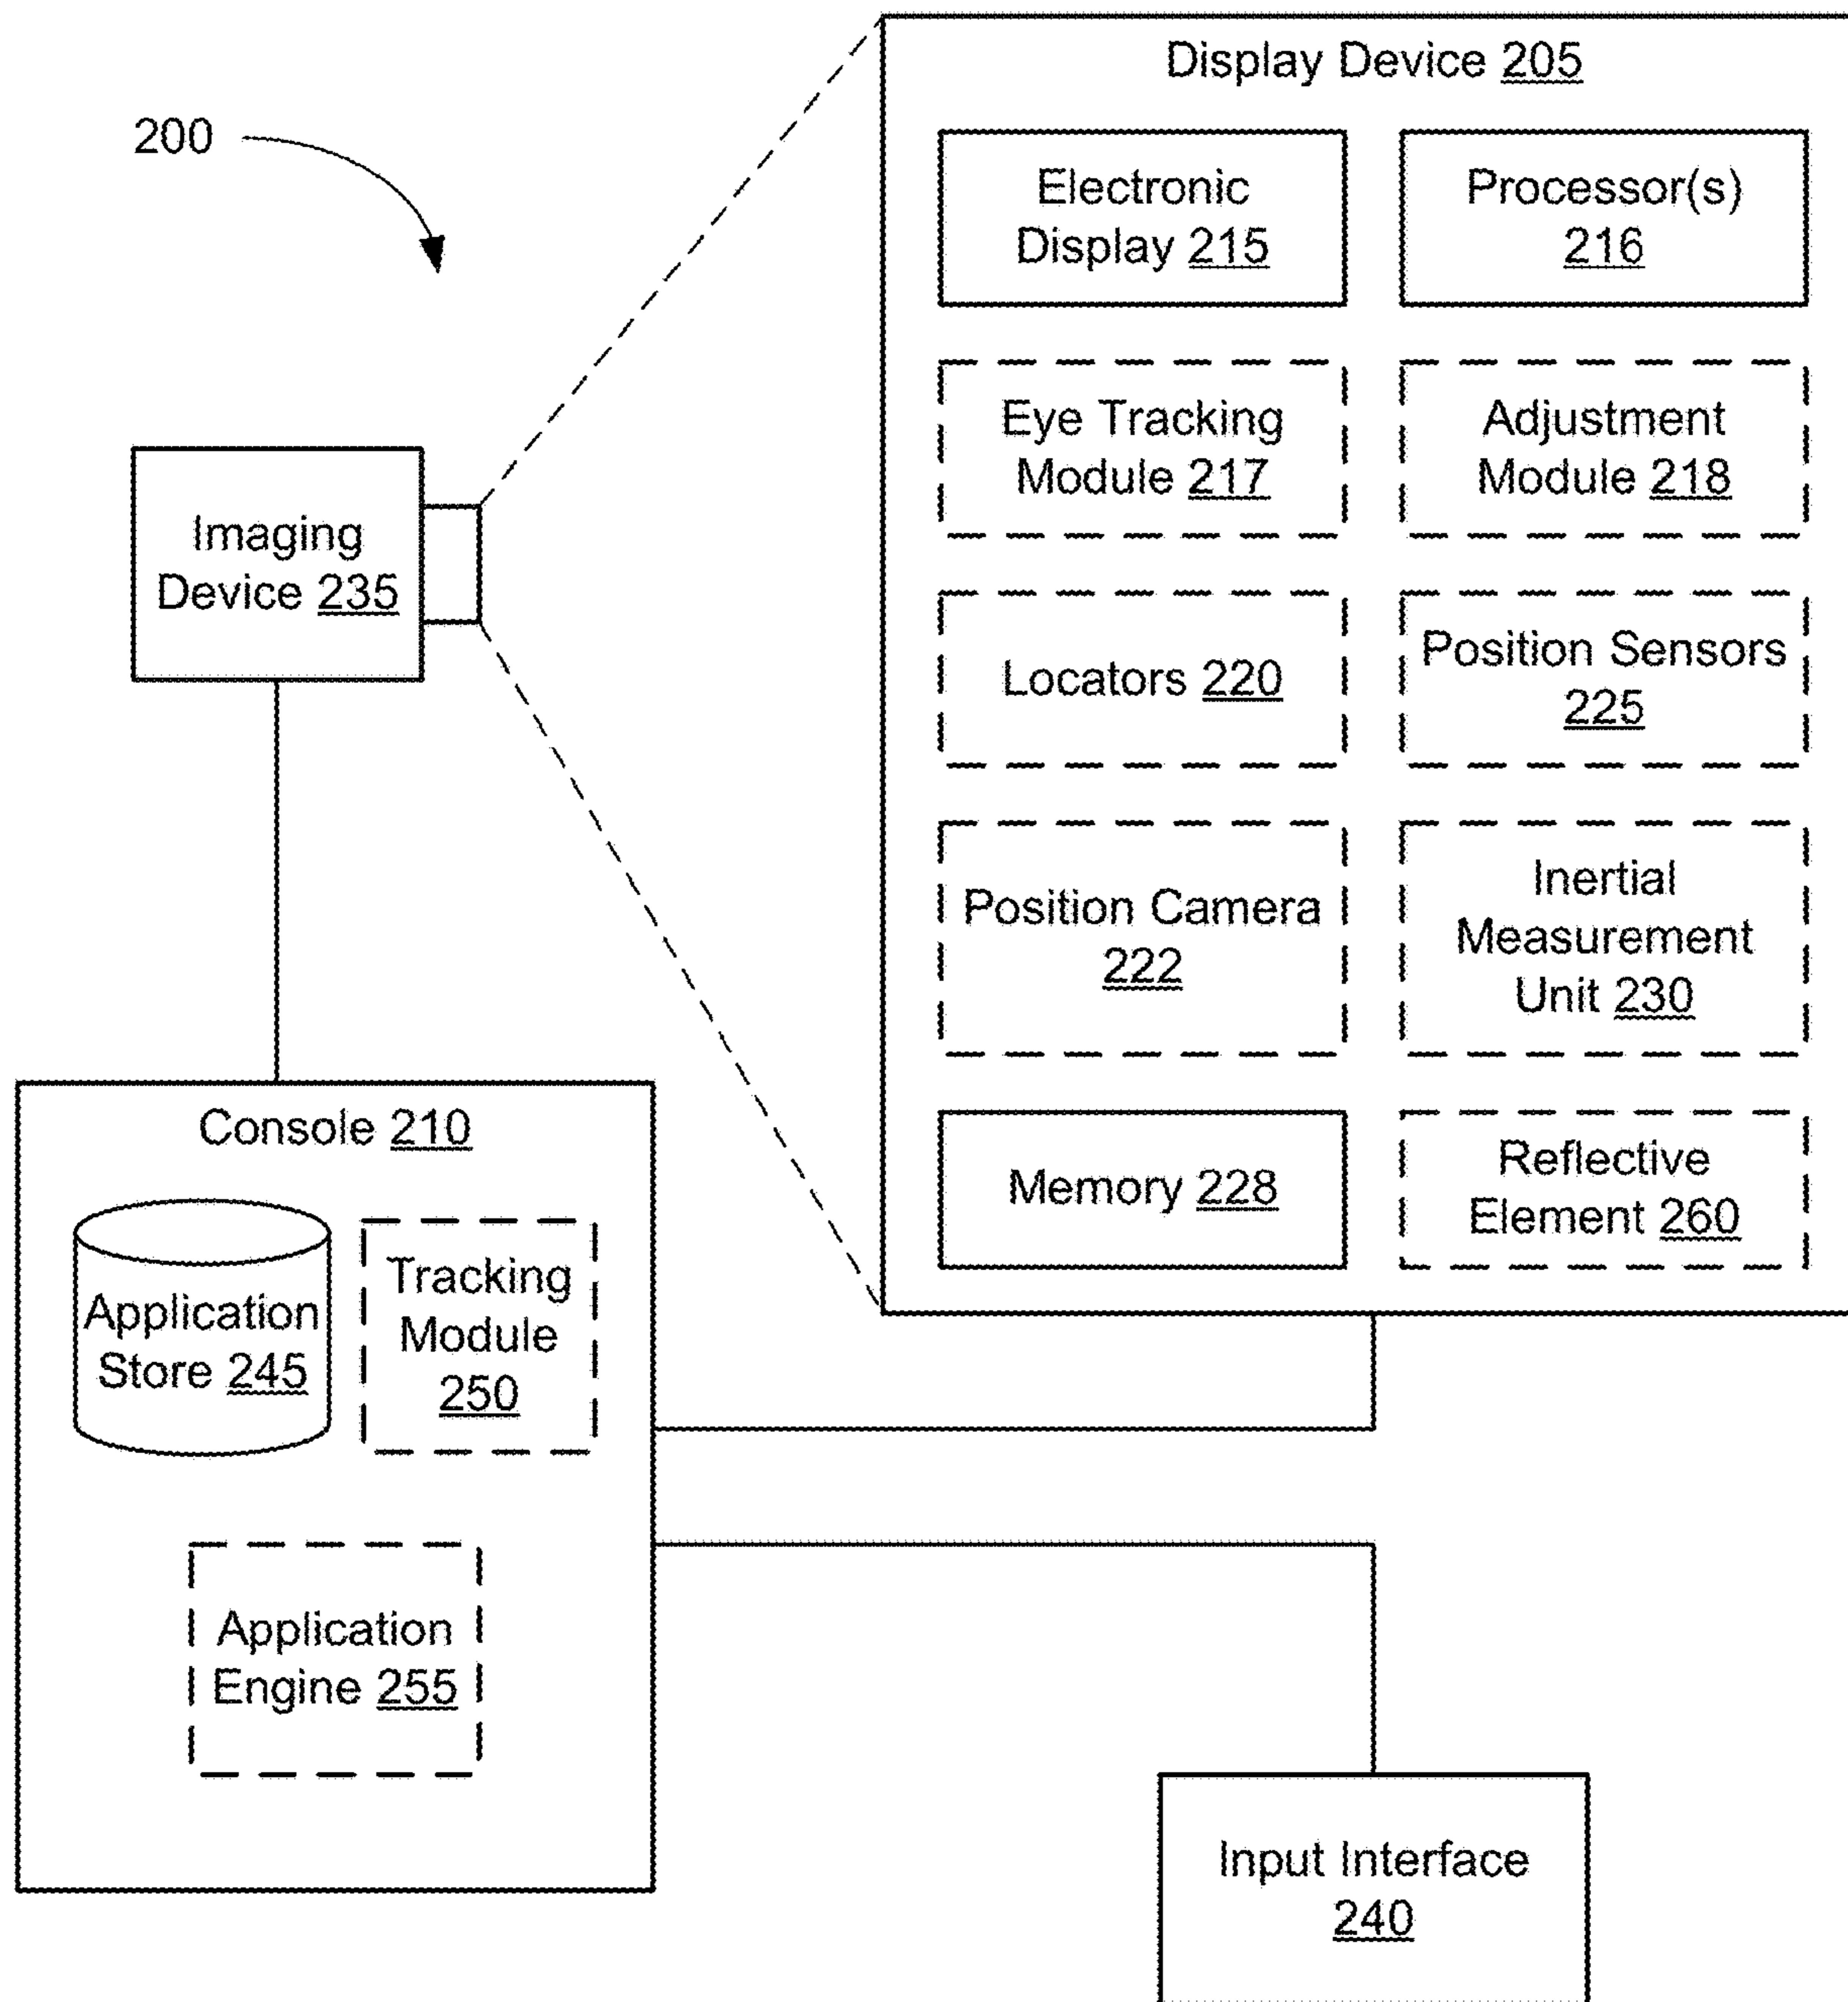 200
Display Device 205
Electronic
Display 215
Processor(s)
216
Eye Tracking
Module 217
Adjustment
Module 218
Imaging
Device 235
Locators 220
Position Sensors
225
Position Camera
222
Inertial
Measurement
Unit 230
Memory 228
Reflective
Element 260
Console 210
Application
Store 245
Tracking
Module
250
Application
Engine 255
Input Interface
240